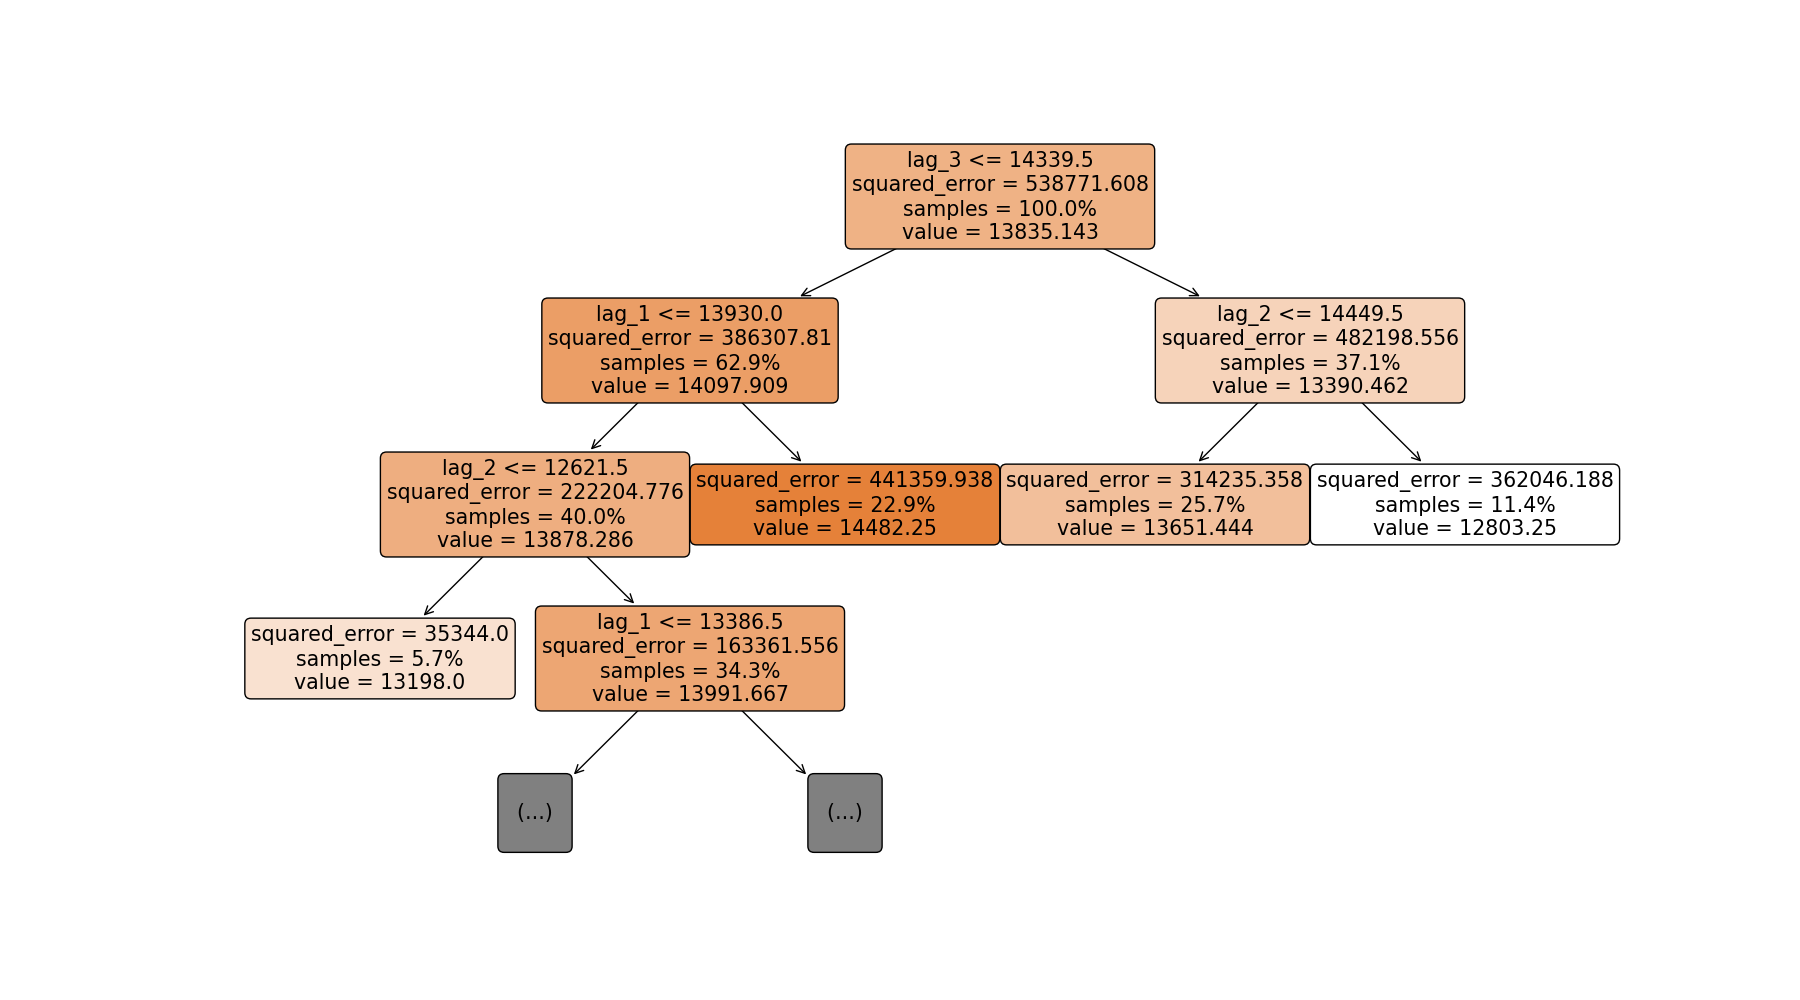 lag_3 <= 14339.5
squared_error = 538771.608
samples = 100.0%
value = 13835.143
lag_1 <= 13930.0
squared_error = 386307.81
samples = 62.9%
value = 14097.909
lag_2 <= 14449.5
squared_error = 482198.556
samples = 37.1%
value = 13390.462
lag_2 <= 12621.5
squared_error = 222204.776
samples = 40.0%
value = 13878.286
squared_error = 441359.938
samples = 22.9%
value = 14482.25
squared_error = 314235.358
samples = 25.7%
value = 13651.444
squared_error = 362046.188
samples = 11.4%
value = 12803.25
squared_error = 35344.0
samples = 5.7%
value = 13198.0
lag_1 <= 13386.5
squared_error = 163361.556
samples = 34.3%
value = 13991.667
(...)
(...)